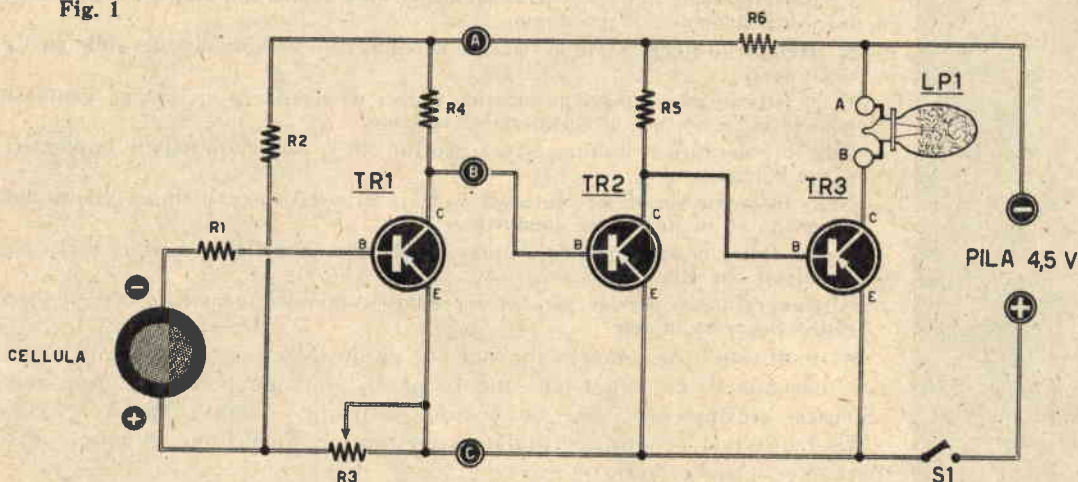 Fig. 1
R6
A
R4
R5
LP1
A
R2
B
B
TR1
TR2
TR3
C
C
C
R1
B
B
B
−
PILA 4,5 V
−
E
E
E
+
CELLULA
+
R3
C
S1